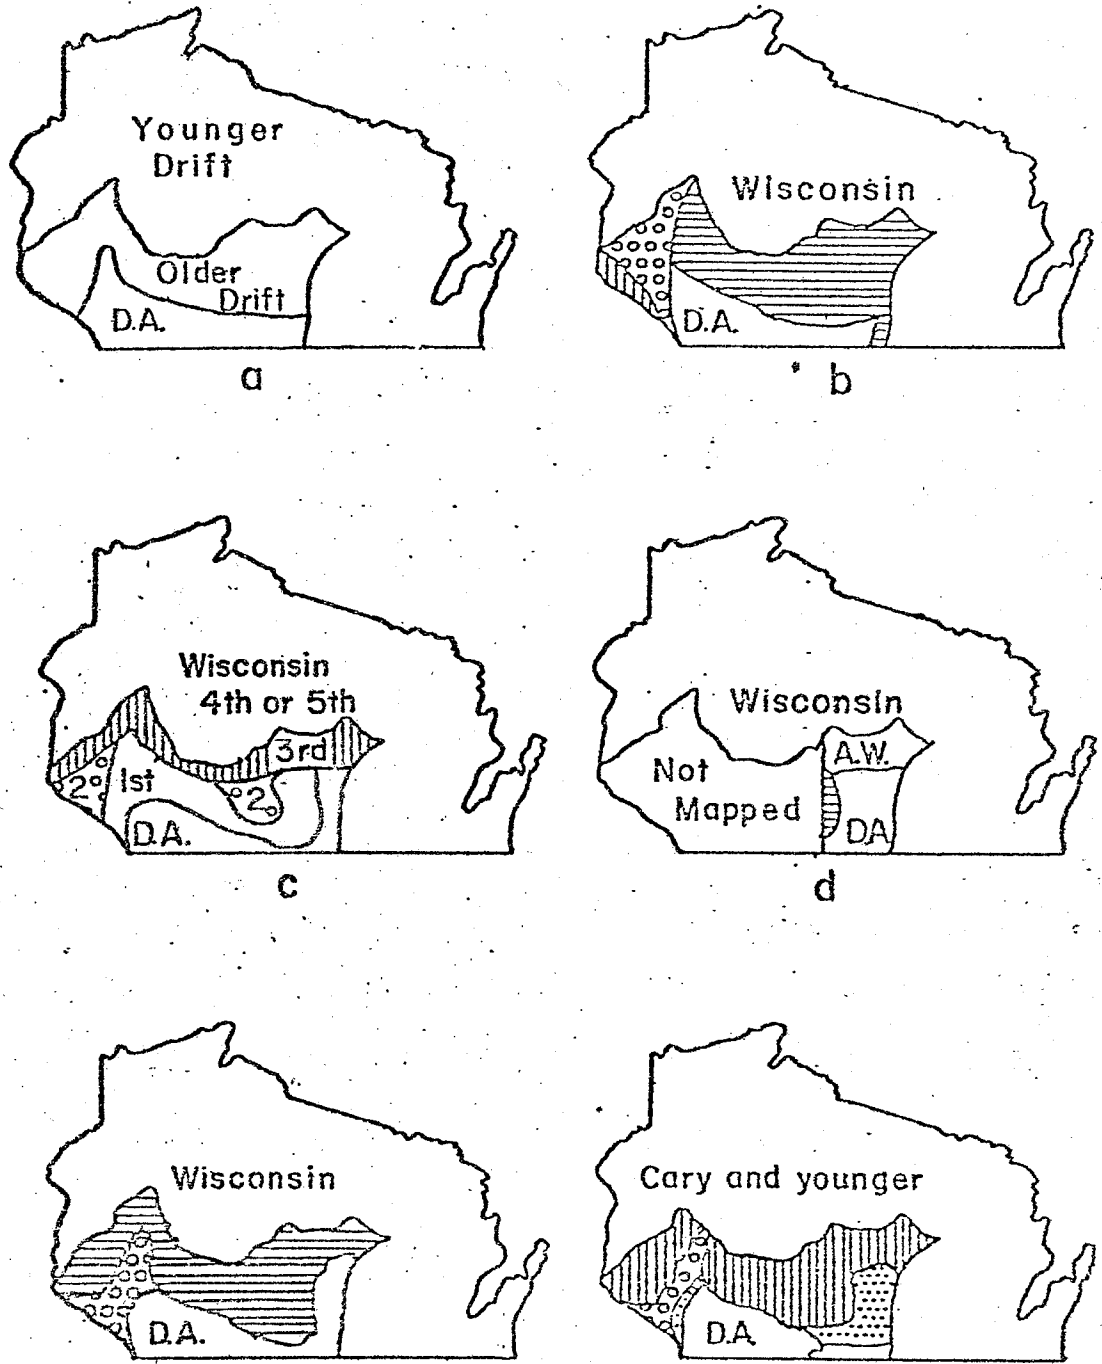 Younger
Drift
Older
Drift
D.A.
a
Wisconsin
D.A.
b
Wisconsin
4th or 5th
3rd
2
1st
2
D.A.
c
Wisconsin
A.W.
Not
Mapped
D.A
d
Wisconsin
D.A.
Cary and younger
D.A.